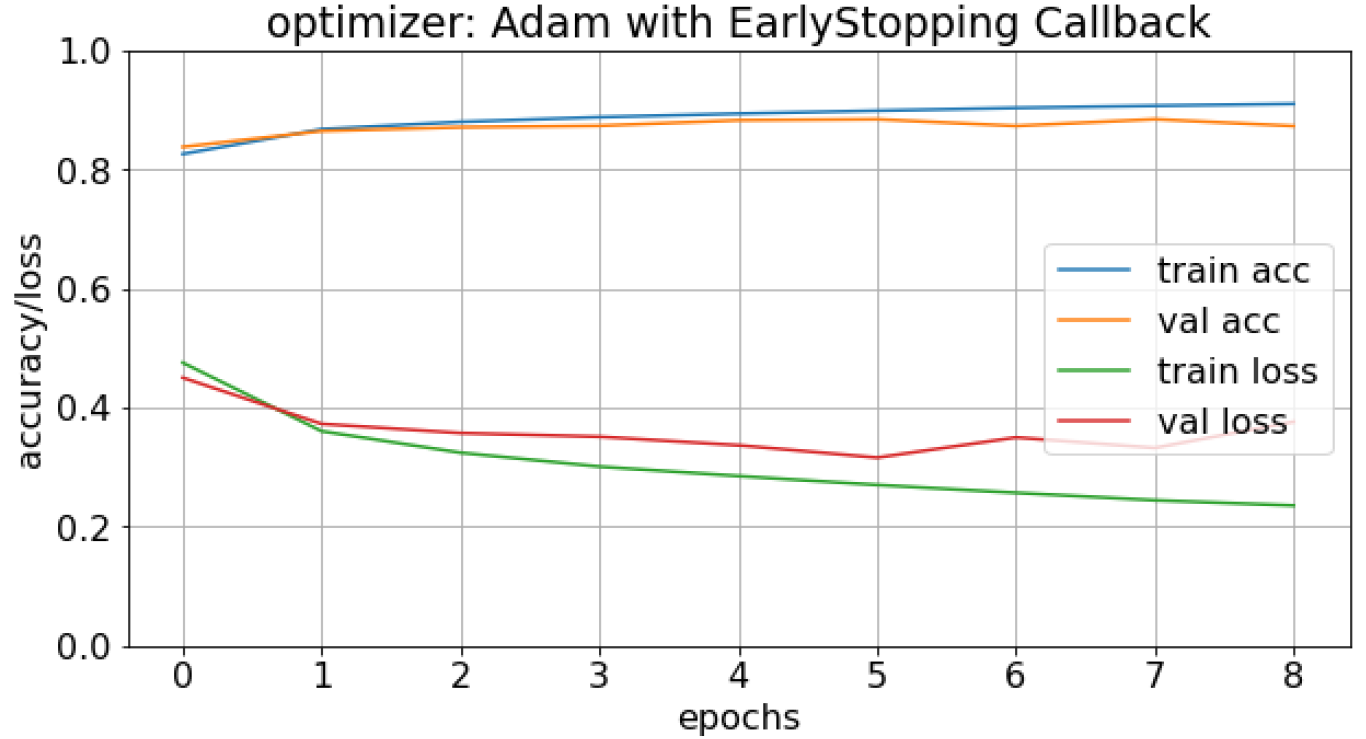 optimizer: Adam with EarlyStopping Callback
1.0
0.8
0.6
0.4
0.2
0.0
accuracy/loss
train acc
val acc
train loss
val loss
0 1 2 3 4 5 6 7 8
epochs